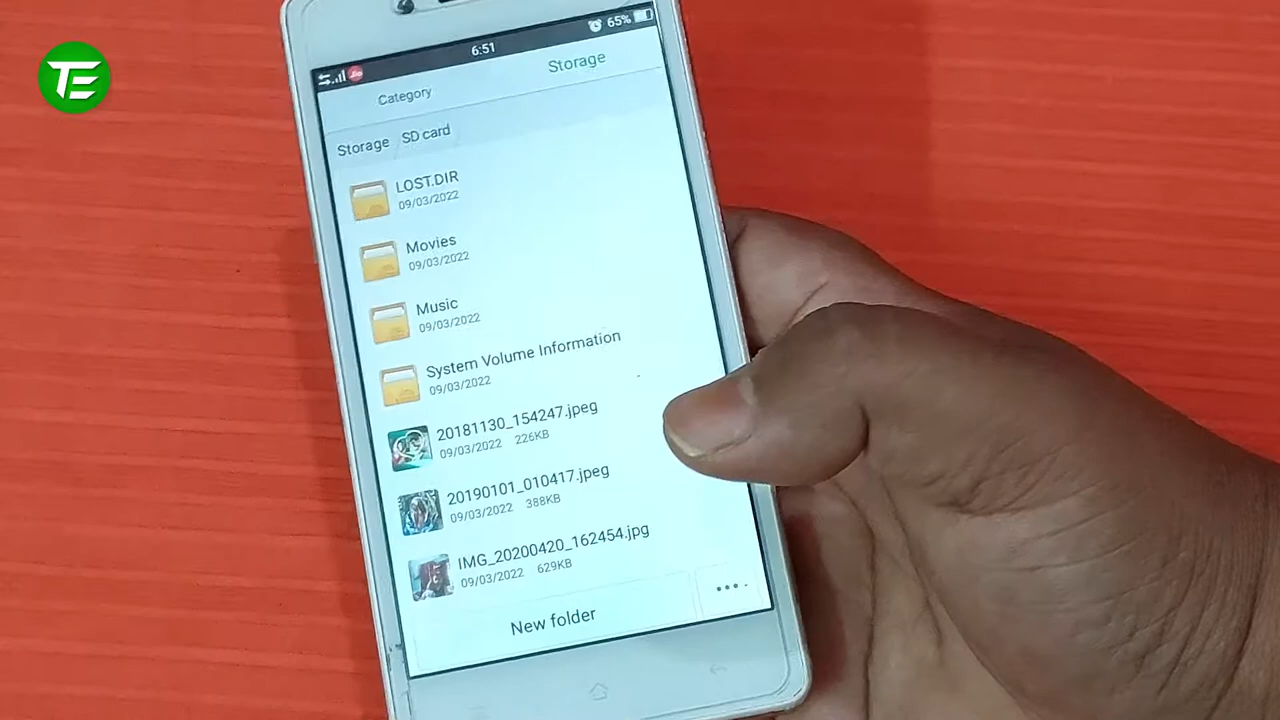 TE
6:51
65%
Jio
Category
Storage
Storage
SD card
LOST.DIR
09/03/2022
Movies
09/03/2022
Music
09/03/2022
System Volume Information
09/03/2022
20181130_154247.jpeg
09/03/2022 226KB
20190101_010417.jpeg
09/03/2022 388KB
IMG_20200420_162454.jpg
09/03/2022 629KB
New folder